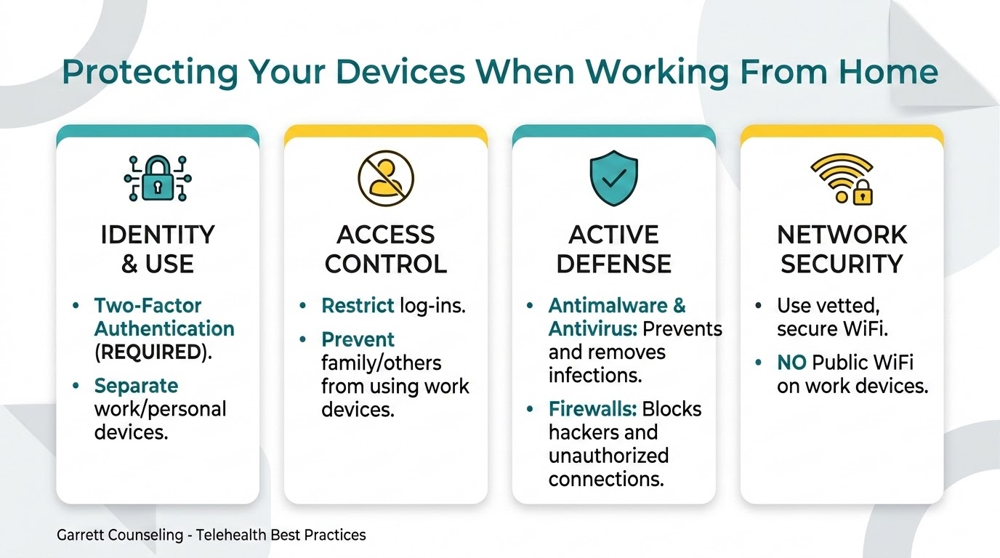 Protecting Your Devices When Working From Home
IDENTITY
& USE
• Two-Factor
Authentication
(REQUIRED).
• Separate
work/personal
devices.
ACCESS
CONTROL
• Restrict log-ins.
• Prevent
family/others
from using work
devices.
ACTIVE
DEFENSE
• Antimalware &
Antivirus: Prevents
and removes
infections.
• Firewalls: Blocks
hackers and
unauthorized
connections.
NETWORK
SECURITY
• Use vetted,
secure WiFi.
• NO Public WiFi
on work devices.
Garrett Counseling - Telehealth Best Practices